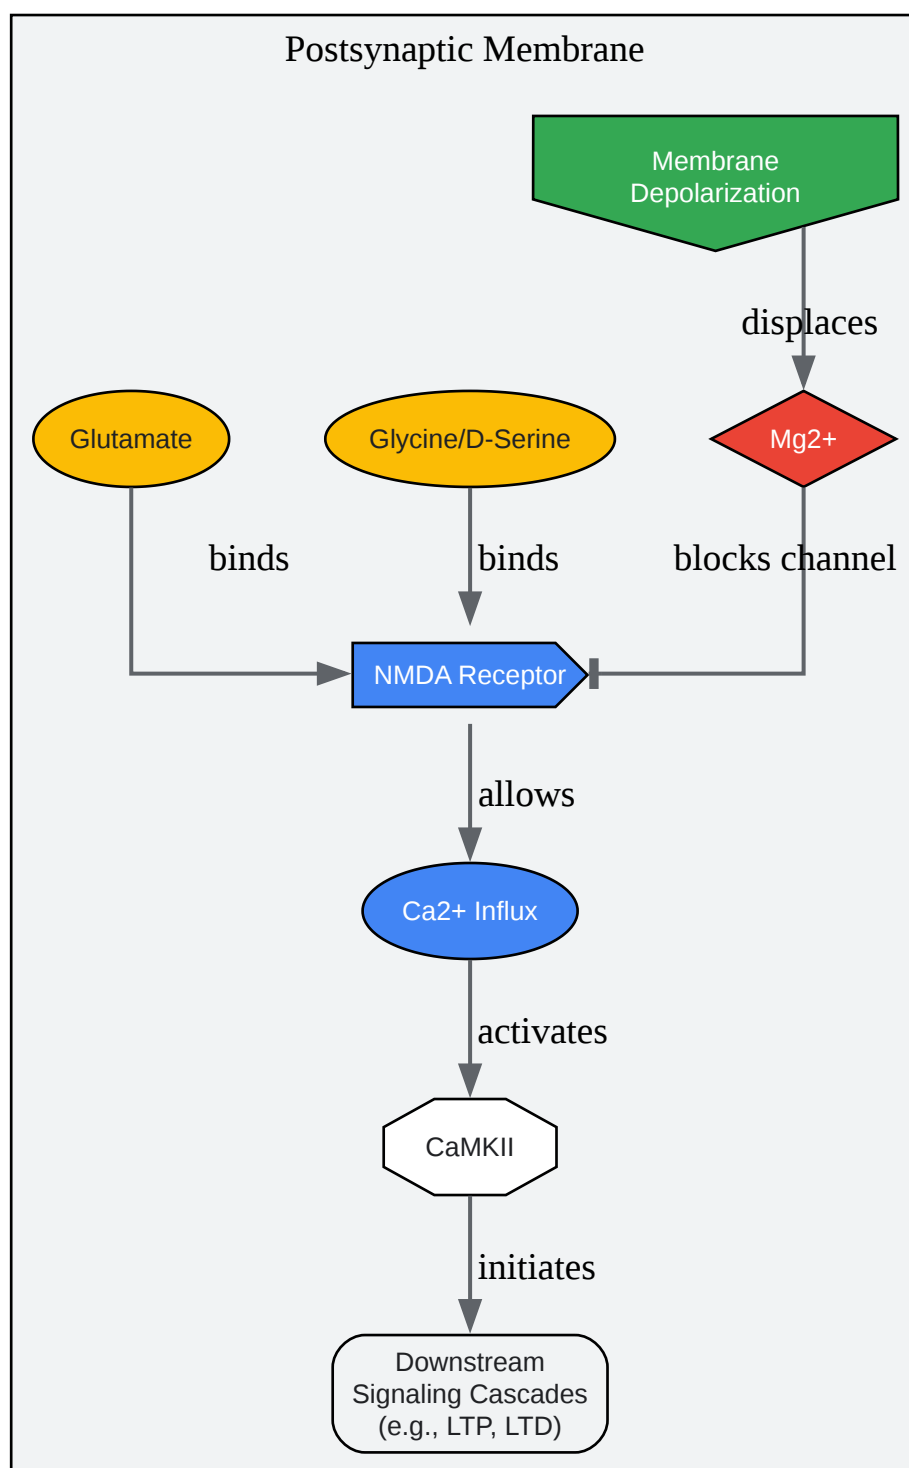 Postsynaptic Membrane
Membrane
Depolarization
displaces
Glutamate
Glycine/D-Serine
Mg2+
binds
binds
blocks channel
NMDA Receptor
allows
Ca2+ Influx
activates
CaMKII
initiates
Downstream
Signaling Cascades
(e.g., LTP, LTD)